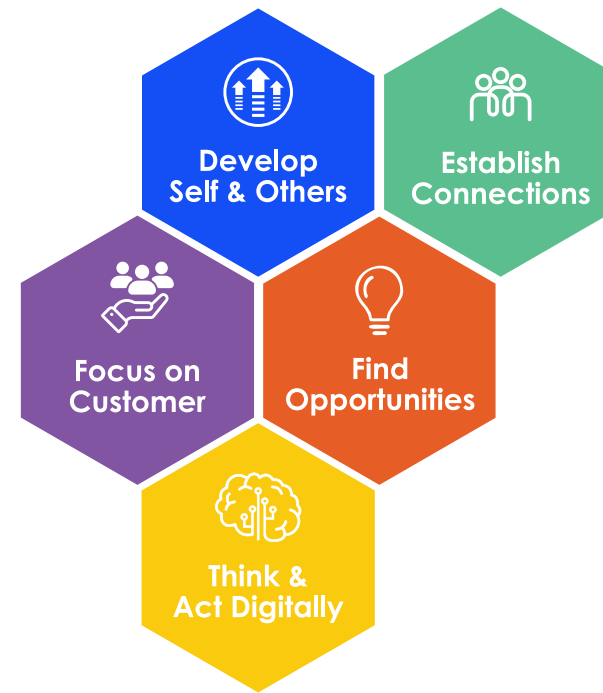 Develop
Self & Others
Establish
Connections
Focus on
Customer
Find
Opportunities
Think &
Act Digitally